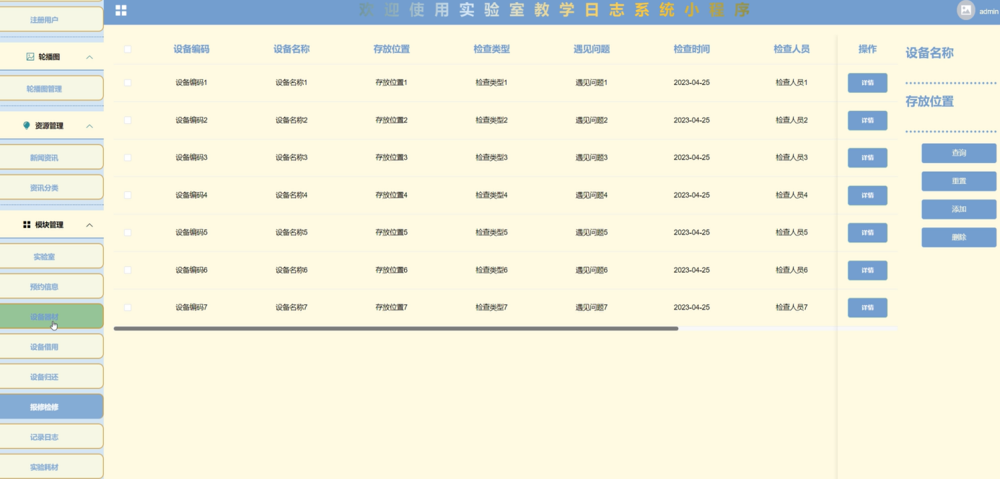 欢迎使用实验室教学日志系统小程序
admin
注册用户
轮播图
轮播图管理
资源管理
新闻资讯
资讯分类
模块管理
实验室
预约信息
设备器材
设备借用
设备归还
报修检修
记录日志
实验耗材
设备编码 设备名称 存放位置 检查类型 遇见问题 检查时间 检查人员 操作
设备编码1 设备名称1 存放位置1 检查类型1 遇见问题1 2023-04-25 检查人员1 详情
设备编码2 设备名称2 存放位置2 检查类型2 遇见问题2 2023-04-25 检查人员2 详情
设备编码3 设备名称3 存放位置3 检查类型3 遇见问题3 2023-04-25 检查人员3 详情
设备编码4 设备名称4 存放位置4 检查类型4 遇见问题4 2023-04-25 检查人员4 详情
设备编码5 设备名称5 存放位置5 检查类型5 遇见问题5 2023-04-25 检查人员5 详情
设备编码6 设备名称6 存放位置6 检查类型6 遇见问题6 2023-04-25 检查人员6 详情
设备编码7 设备名称7 存放位置7 检查类型7 遇见问题7 2023-04-25 检查人员7 详情
设备名称
存放位置
查询
重置
添加
删除